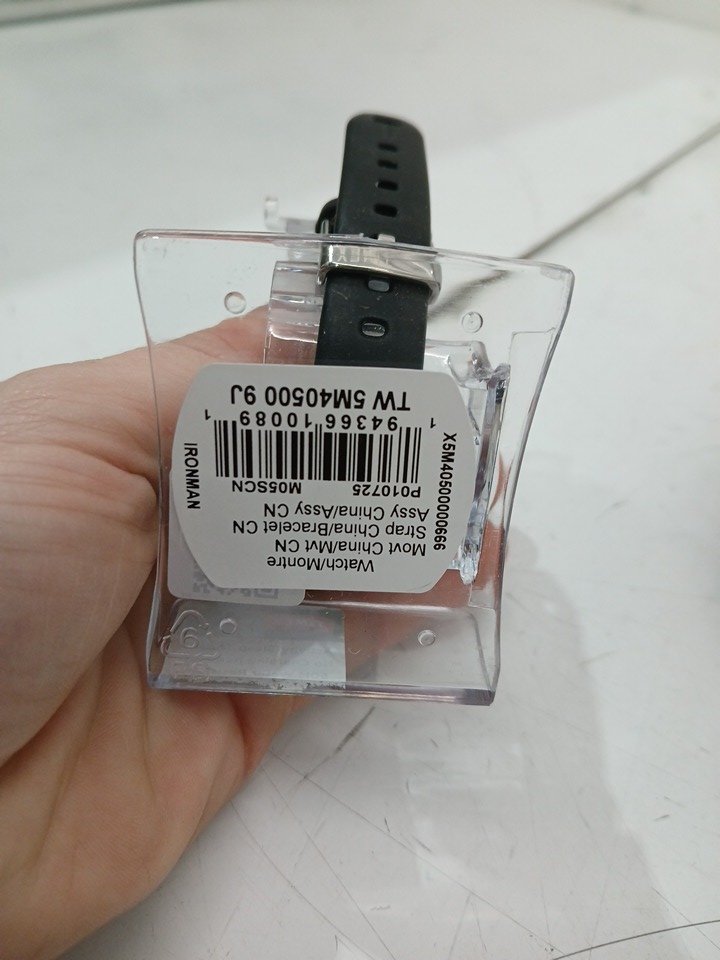 Watch/Montre
Movt China/Mvt CN
Strap China/Bracelet CN
Assy China/Assy CN
P010725 M05SCN
1 94366 10089 1
TW 5M40500 9J
X5M40500000666
IRONMAN